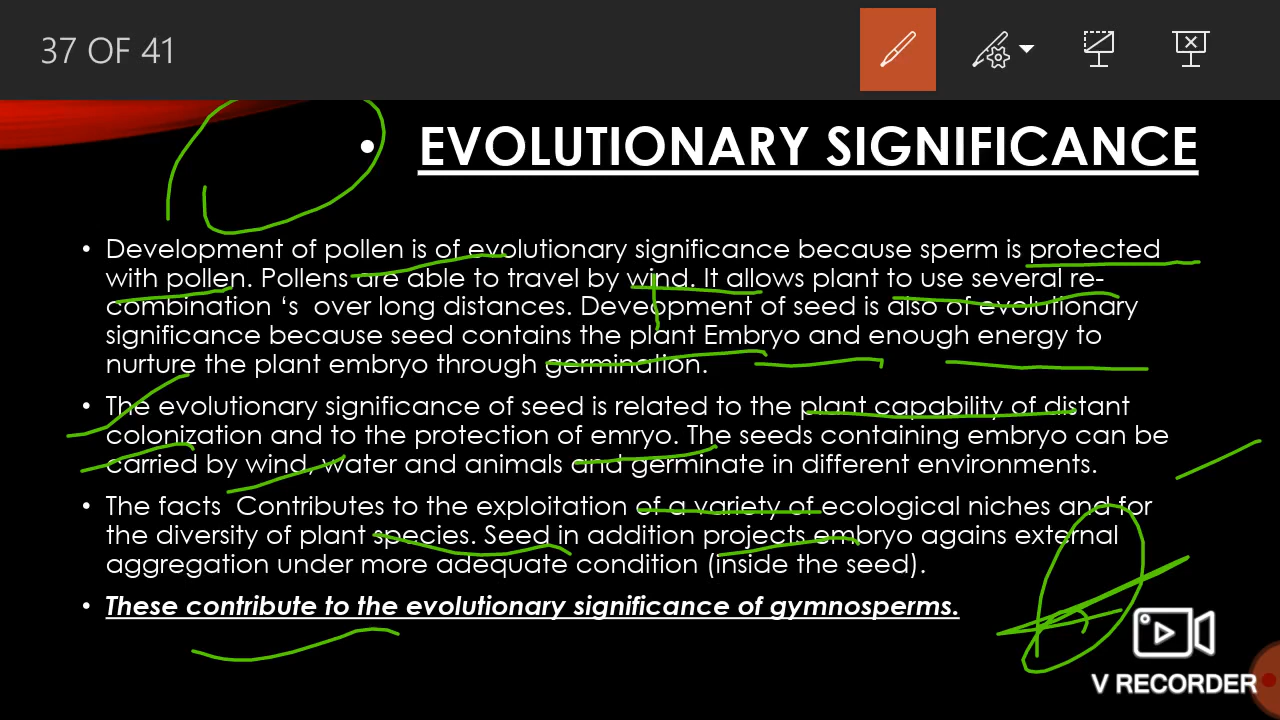 37 OF 41
• EVOLUTIONARY SIGNIFICANCE
• Development of pollen is of evolutionary significance because sperm is protected
with pollen. Pollens are able to travel by wind. It allows plant to use several re-
combination ‘s over long distances. Deveopment of seed is also of evolutionary
significance because seed contains the plant Embryo and enough energy to
nurture the plant embryo through germination.
• The evolutionary significance of seed is related to the plant capability of distant
colonization and to the protection of emryo. The seeds containing embryo can be
carried by wind, water and animals and germinate in different environments.
• The facts Contributes to the exploitation of a variety of ecological niches and for
the diversity of plant species. Seed in addition projects embryo agains external
aggregation under more adequate condition (inside the seed).
• These contribute to the evolutionary significance of gymnosperms.
V RECORDER